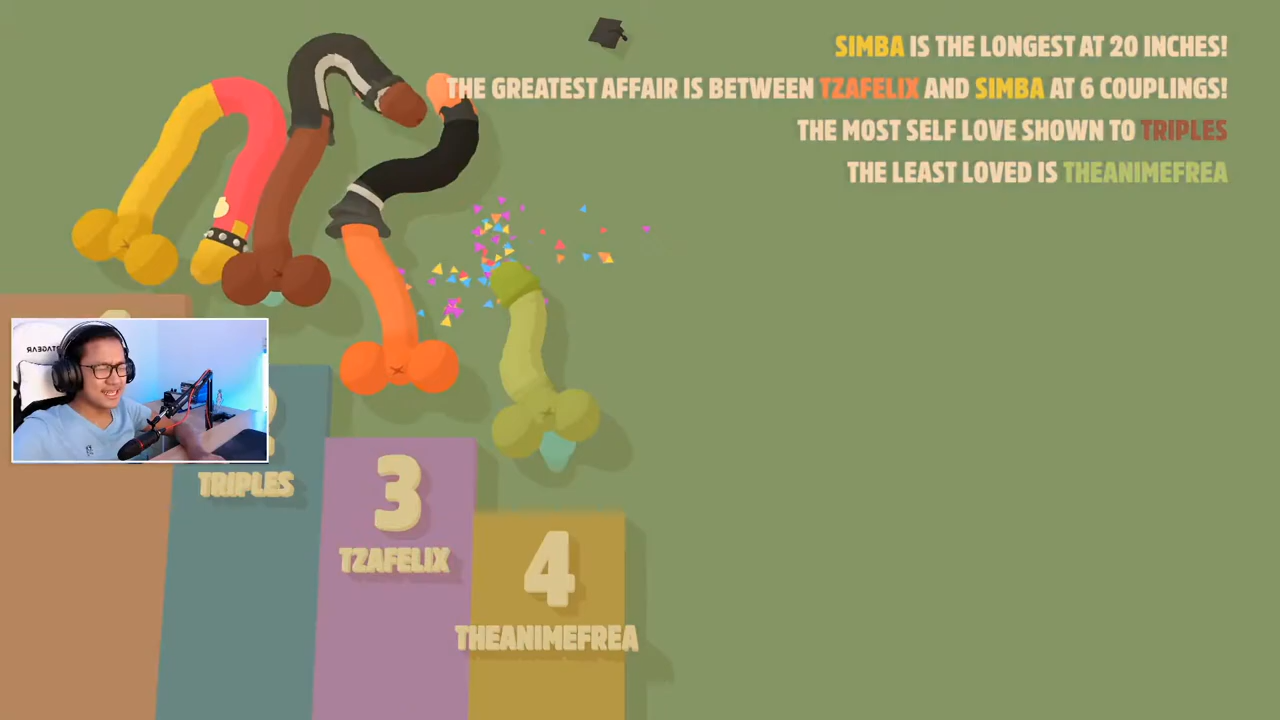 SIMBA IS THE LONGEST AT 20 INCHES!
THE GREATEST AFFAIR IS BETWEEN TZAFELIX AND SIMBA AT 6 COUPLINGS!
THE MOST SELF LOVE SHOWN TO TRIPLES
THE LEAST LOVED IS THEANIMEFREA
TRIPLES
3
TZAFELIX
4
THEANIMEFREA